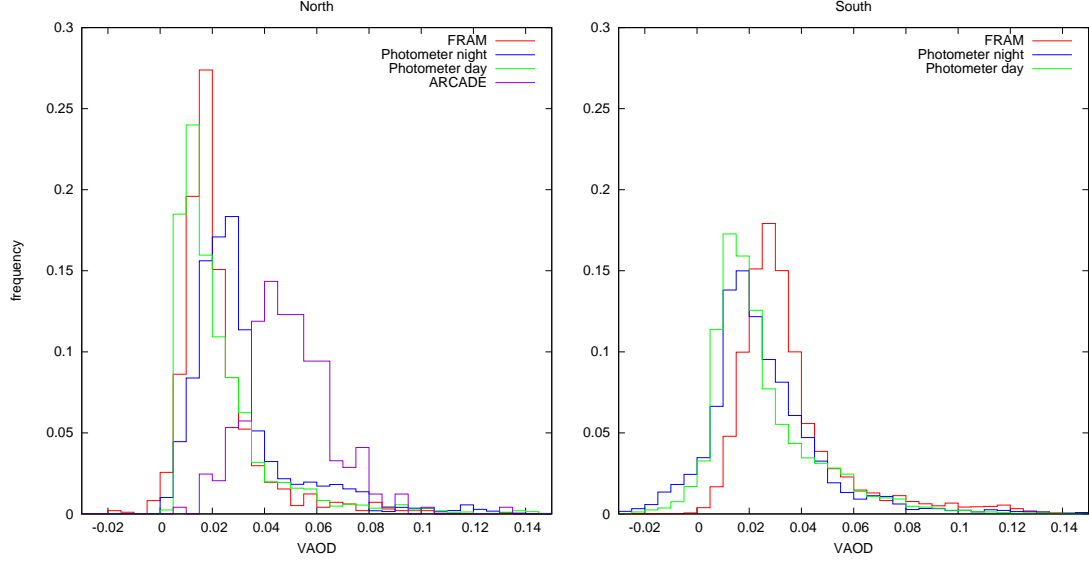 North
0.3
0.25
0.2
0.15
0.1
0.05
0
frequency
-0.02 0 0.02 0.04 0.06 0.08 0.1 0.12 0.14
VAOD
FRAM
Photometer night
Photometer day
ARCADE
South
0.3
0.25
0.2
0.15
0.1
0.05
0
-0.02 0 0.02 0.04 0.06 0.08 0.1 0.12 0.14
VAOD
FRAM
Photometer night
Photometer day